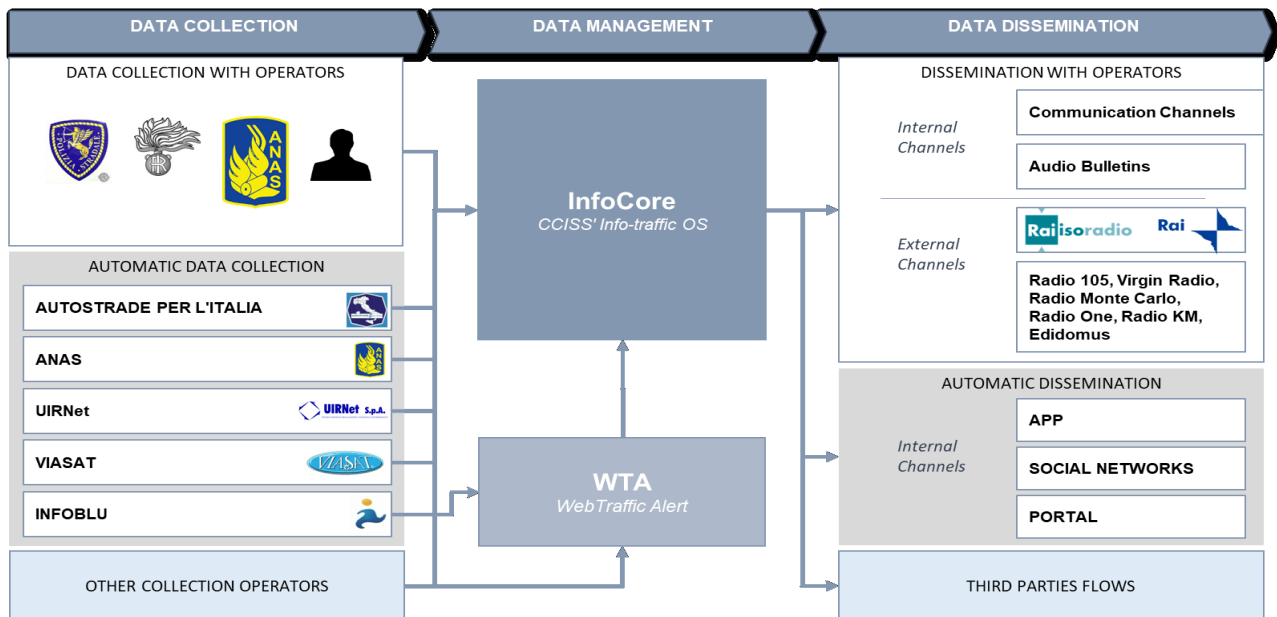 DATA COLLECTION
DATA MANAGEMENT
DATA DISSEMINATION
DATA COLLECTION WITH OPERATORS
POLIZIA STRADALE
ANAS
AUTOMATIC DATA COLLECTION
AUTOSTRADE PER L'ITALIA
ANAS
ANAS
UIRNet
UIRNet S.p.A.
VIASAT
VIASAT
INFOBLU
OTHER COLLECTION OPERATORS
InfoCore
CCISS' Info-traffic OS
WTA
WebTraffic Alert
DISSEMINATION WITH OPERATORS
Internal
Channels
Communication Channels
Audio Bulletins
External
Channels
Rai isoradio
Rai
Radio 105, Virgin Radio,
Radio Monte Carlo,
Radio One, Radio KM,
Edidomus
AUTOMATIC DISSEMINATION
Internal
Channels
APP
SOCIAL NETWORKS
PORTAL
THIRD PARTIES FLOWS